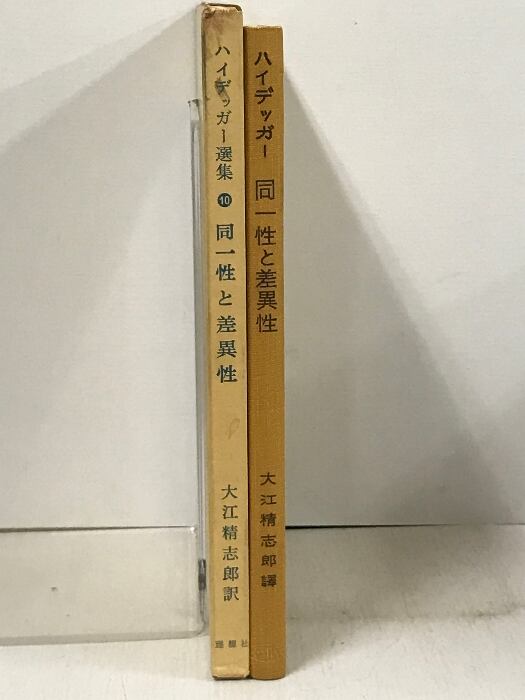 ハイデッガー選集 10 同一性と差異性
大江精志郎訳
理想社
ハイデッガー 同一性と差異性
大江精志郎譯